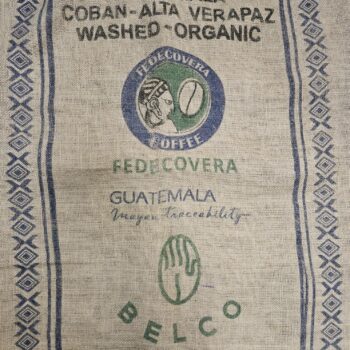 COBAN-ALTA VERAPAZ
WASHED-ORGANIC
FEDECOVERA
COFFEE
FEDECOVERA
GUATEMALA
mayan traceability
BELCO